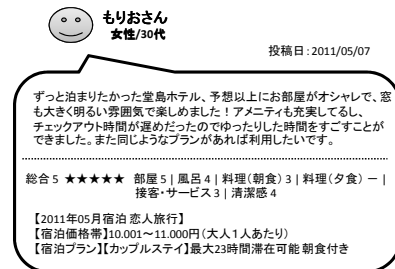 もりおさん
女性/30代
投稿日：2011/05/07
ずっと泊まりたかった堂島ホテル、予想以上にお部屋がオシャレで、窓
も大きく明るい雰囲気で楽しめました！アメニティも充実してるし、
チェックアウト時間が遅めだったのでゆったりした時間をすごすことが
できました。また同じようなプランがあれば利用したいです。
総合５ ★★★★★ 部屋５｜風呂４｜料理（朝食）３｜料理（夕食）－｜
接客・サービス３｜清潔感４
【2011年05月宿泊 恋人旅行】
【宿泊価格帯】10.001～11.000円（大人１人あたり）
【宿泊プラン】【カップルステイ】最大23時間滞在可能 朝食付き